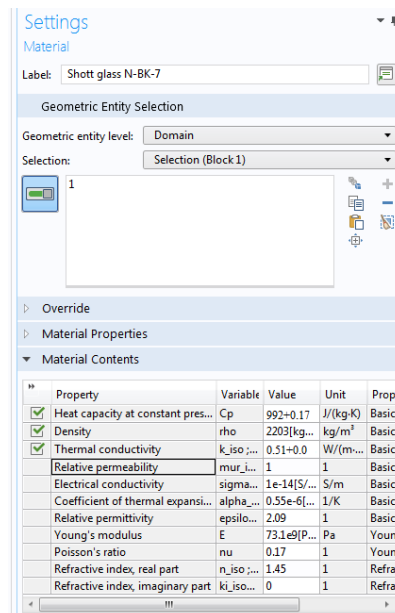 Settings
Material
Label: Shott glass N-BK-7
Geometric Entity Selection
Geometric entity level: Domain
Selection: Selection (Block 1)
1
Override
Material Properties
Material Contents
Property Variable Value Unit Prop
Heat capacity at constant pres... Cp 992+0.17 J/(kg·K) Basic
Density rho 2203[kg... kg/m³ Basic
Thermal conductivity k_iso ;... 0.51+0.0 W/(m·... Basic
Relative permeability mur_i... 1 1 Basic
Electrical conductivity sigma... 1e-14[S/... S/m Basic
Coefficient of thermal expansi... alpha_... 0.55e-6[... 1/K Basic
Relative permittivity epsilo... 2.09 1 Basic
Young's modulus E 73.1e9[P... Pa Youn
Poisson's ratio nu 0.17 1 Youn
Refractive index, real part n_iso ;... 1.45 1 Refra
Refractive index, imaginary part ki_iso... 0 1 Refra